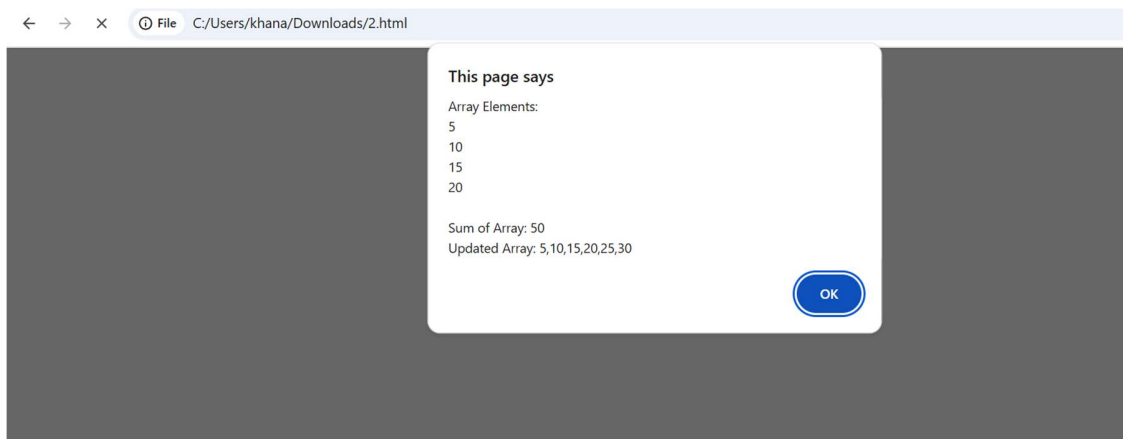 File C:/Users/khana/Downloads/2.html
This page says
Array Elements:
5
10
15
20
Sum of Array: 50
Updated Array: 5,10,15,20,25,30
OK